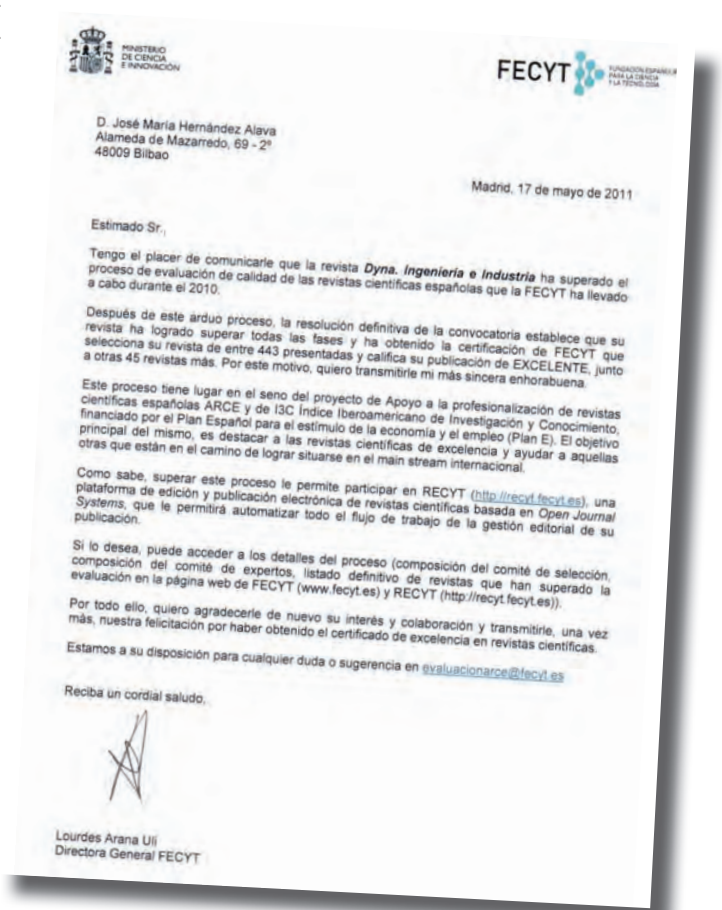 MINISTERIO
DE CIENCIA
E INNOVACIÓN
FECYT
FUNDACIÓN ESPAÑOLA
PARA LA CIENCIA
Y LA TECNOLOGÍA
D. José María Hernández Alava
Alameda de Mazarredo, 69 - 2º
48009 Bilbao
Madrid, 17 de mayo de 2011
Estimado Sr.,
Tengo el placer de comunicarle que la revista Dyna. Ingeniería e Industria ha superado el
proceso de evaluación de calidad de las revistas científicas españolas que la FECYT ha llevado
a cabo durante el 2010.
Después de este arduo proceso, la resolución definitiva de la convocatoria establece que su
revista ha logrado superar todas las fases y ha obtenido la certificación de FECYT que
selecciona su revista de entre 443 presentadas y califica su publicación de EXCELENTE, junto
a otras 45 revistas más. Por este motivo, quiero transmitirle mi más sincera enhorabuena.
Este proceso tiene lugar en el seno del proyecto de Apoyo a la profesionalización de revistas
científicas españolas ARCE y de I3C Índice Iberoamericano de Investigación y Conocimiento,
financiado por el Plan Español para el estímulo de la economía y el empleo (Plan E). El objetivo
principal del mismo, es destacar a las revistas científicas de excelencia y ayudar a aquellas
otras que están en el camino de lograr situarse en el main stream internacional.
Como sabe, superar este proceso le permite participar en RECYT (http://recyt.fecyt.es), una
plataforma de edición y publicación electrónica de revistas científicas basada en Open Journal
Systems, que le permitirá automatizar todo el flujo de trabajo de la gestión editorial de su
publicación.
Si lo desea, puede acceder a los detalles del proceso (composición del comité de selección,
composición del comité de expertos, listado definitivo de revistas que han superado la
evaluación en la página web de FECYT (www.fecyt.es) y RECYT (http://recyt.fecyt.es)).
Por todo ello, quiero agradecerle de nuevo su interés y colaboración y transmitirle, una vez
más, nuestra felicitación por haber obtenido el certificado de excelencia en revistas científicas.
Estamos a su disposición para cualquier duda o sugerencia en evaluacionarce@fecyt.es
Reciba un cordial saludo,
Lourdes Arana Uli
Directora General FECYT